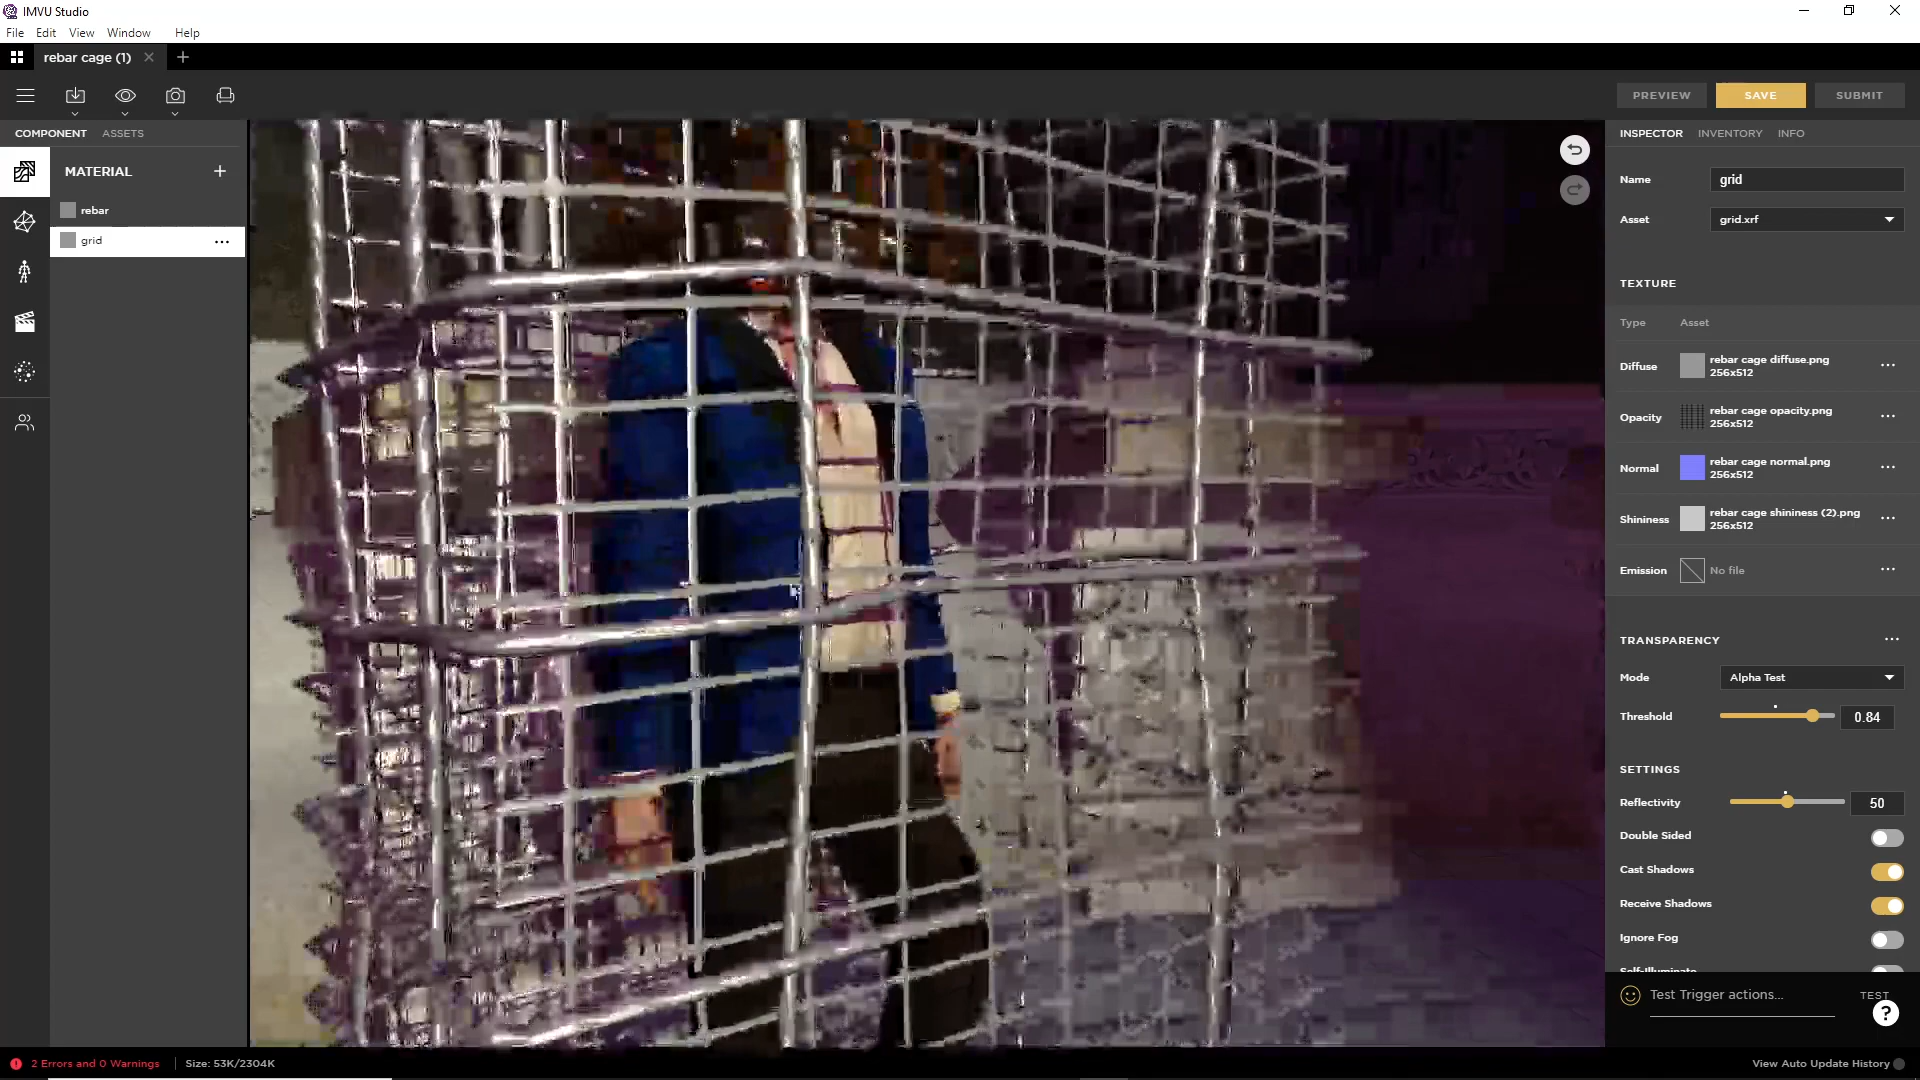 IMVU Studio
File Edit View Window Help
rebar cage (1)
PREVIEW SAVE SUBMIT
COMPONENT ASSETS
INSPECTOR INVENTORY INFO
MATERIAL
rebar
grid
Name grid
Asset grid.xrf
TEXTURE
Type Asset
Diffuse rebar cage diffuse.png
256x512
Opacity rebar cage opacity.png
256x512
Normal rebar cage normal.png
256x512
Shininess rebar cage shininess (2).png
256x512
Emission No file
TRANSPARENCY
Mode Alpha Test
Threshold 0.84
SETTINGS
Reflectivity 50
Double Sided
Cast Shadows
Receive Shadows
Ignore Fog
Self-Illuminate
Test Trigger actions... TEST
?
2 Errors and 0 Warnings Size: 53K/2304K View Auto Update History